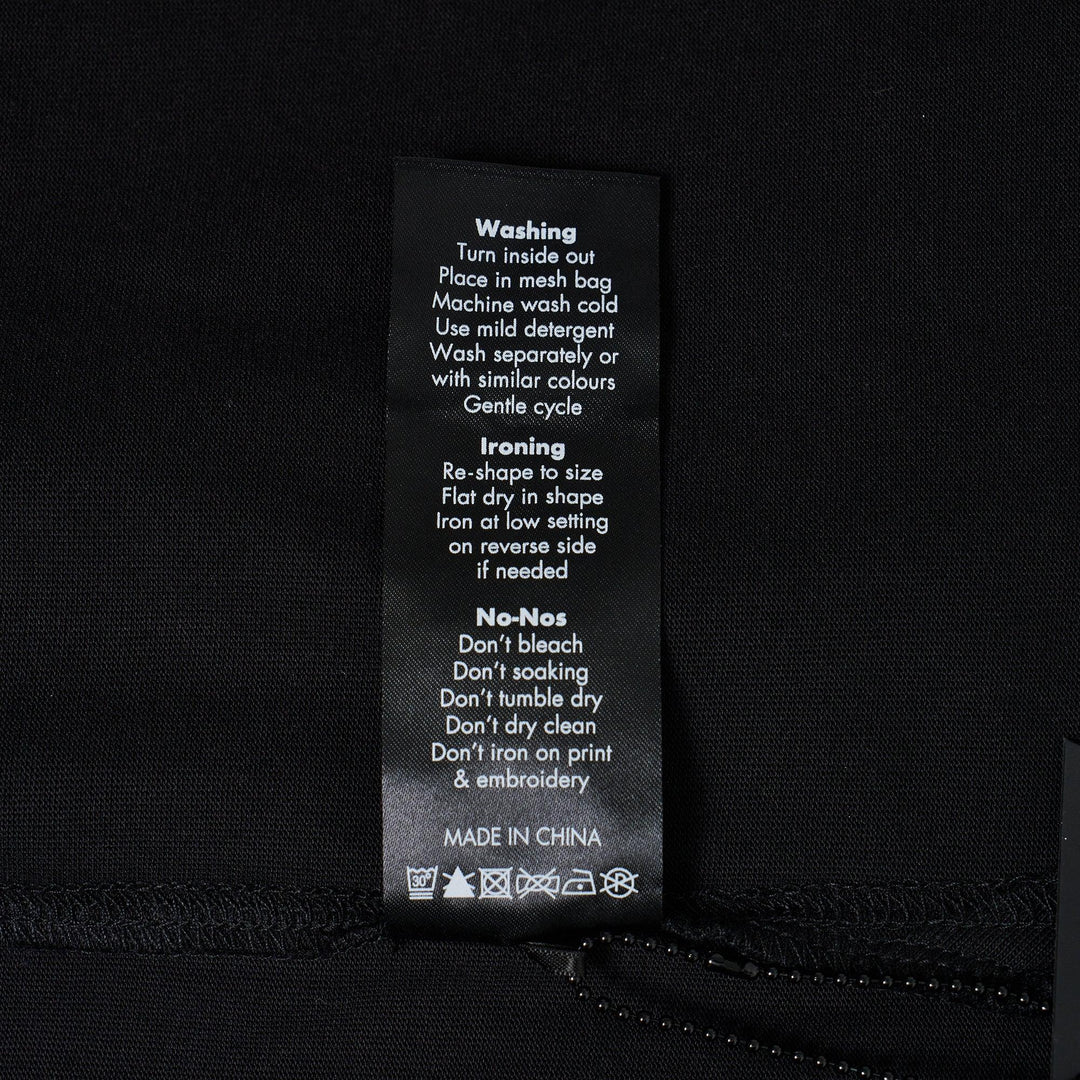 Washing
Turn inside out
Place in mesh bag
Machine wash cold
Use mild detergent
Wash separately or
with similar colours
Gentle cycle
Ironing
Re-shape to size
Flat dry in shape
Iron at low setting
on reverse side
if needed
No-Nos
Don't bleach
Don't soaking
Don't tumble dry
Don't dry clean
Don't iron on print
& embroidery
MADE IN CHINA
30° P